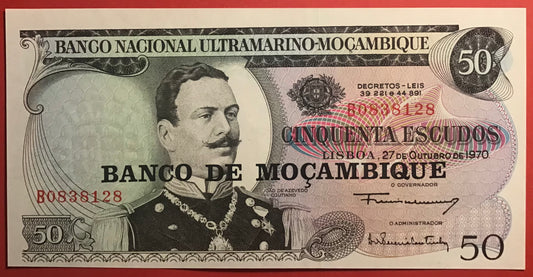 BANCO NACIONAL ULTRAMARINO-MOÇAMBIQUE
50
DECRETOS - LEIS
39 221 e 44 891
B0838128
CINQUENTA ESCUDOS
LISBOA, 27 DE OUTUBRO DE 1970
BANCO DE MOÇAMBIQUE
O GOVERNADOR
B0838128
JOÃO DE AZEVEDO
COUTINHO
O ADMINISTRADOR
50
50